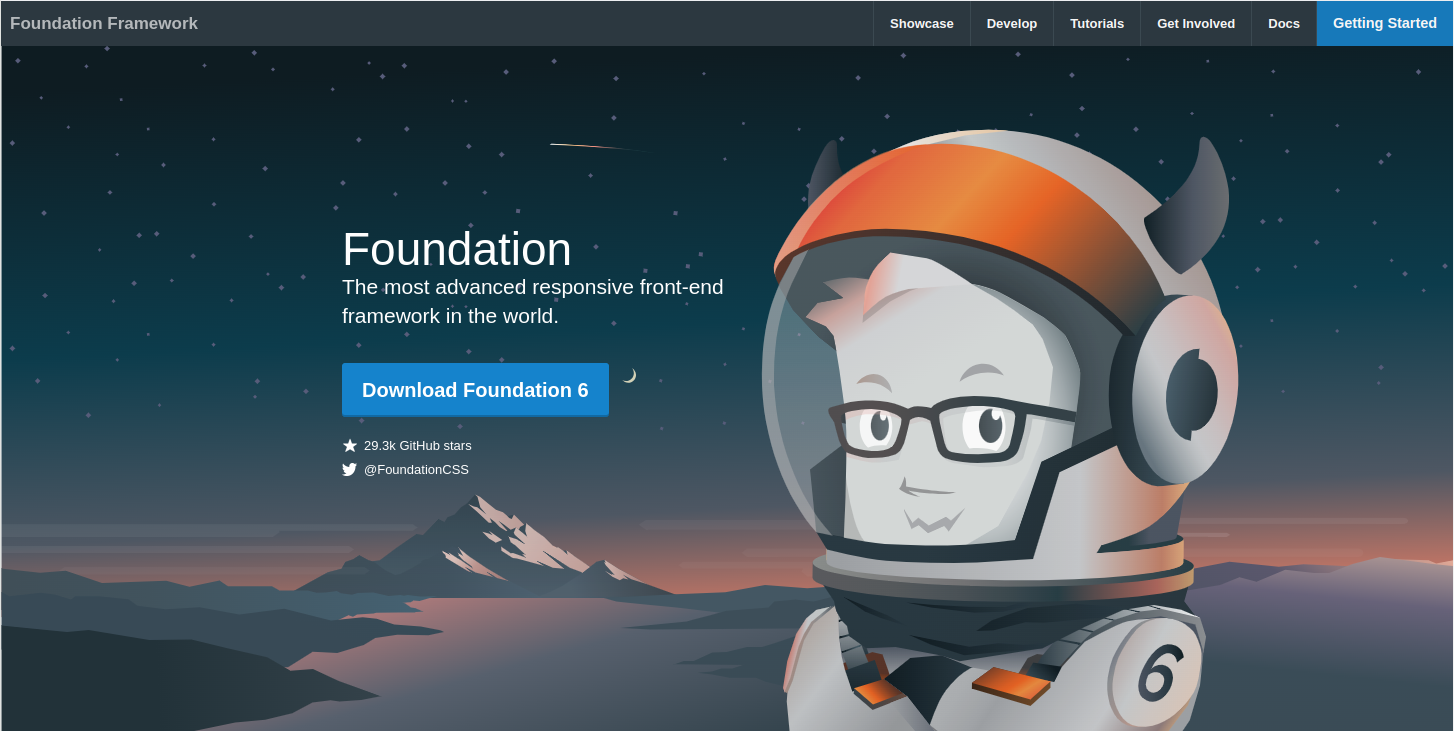 Foundation Framework
Showcase
Develop
Tutorials
Get Involved
Docs
Getting Started
Foundation
The most advanced responsive front-end
framework in the world.
Download Foundation 6
29.3k GitHub stars
@FoundationCSS
6